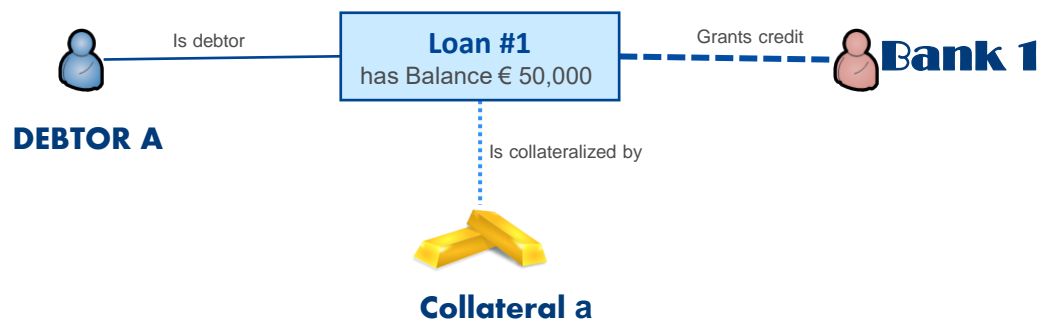 Is debtor
Loan #1
has Balance € 50,000
Grants credit
Bank 1
DEBTOR A
Is collateralized by
Collateral a